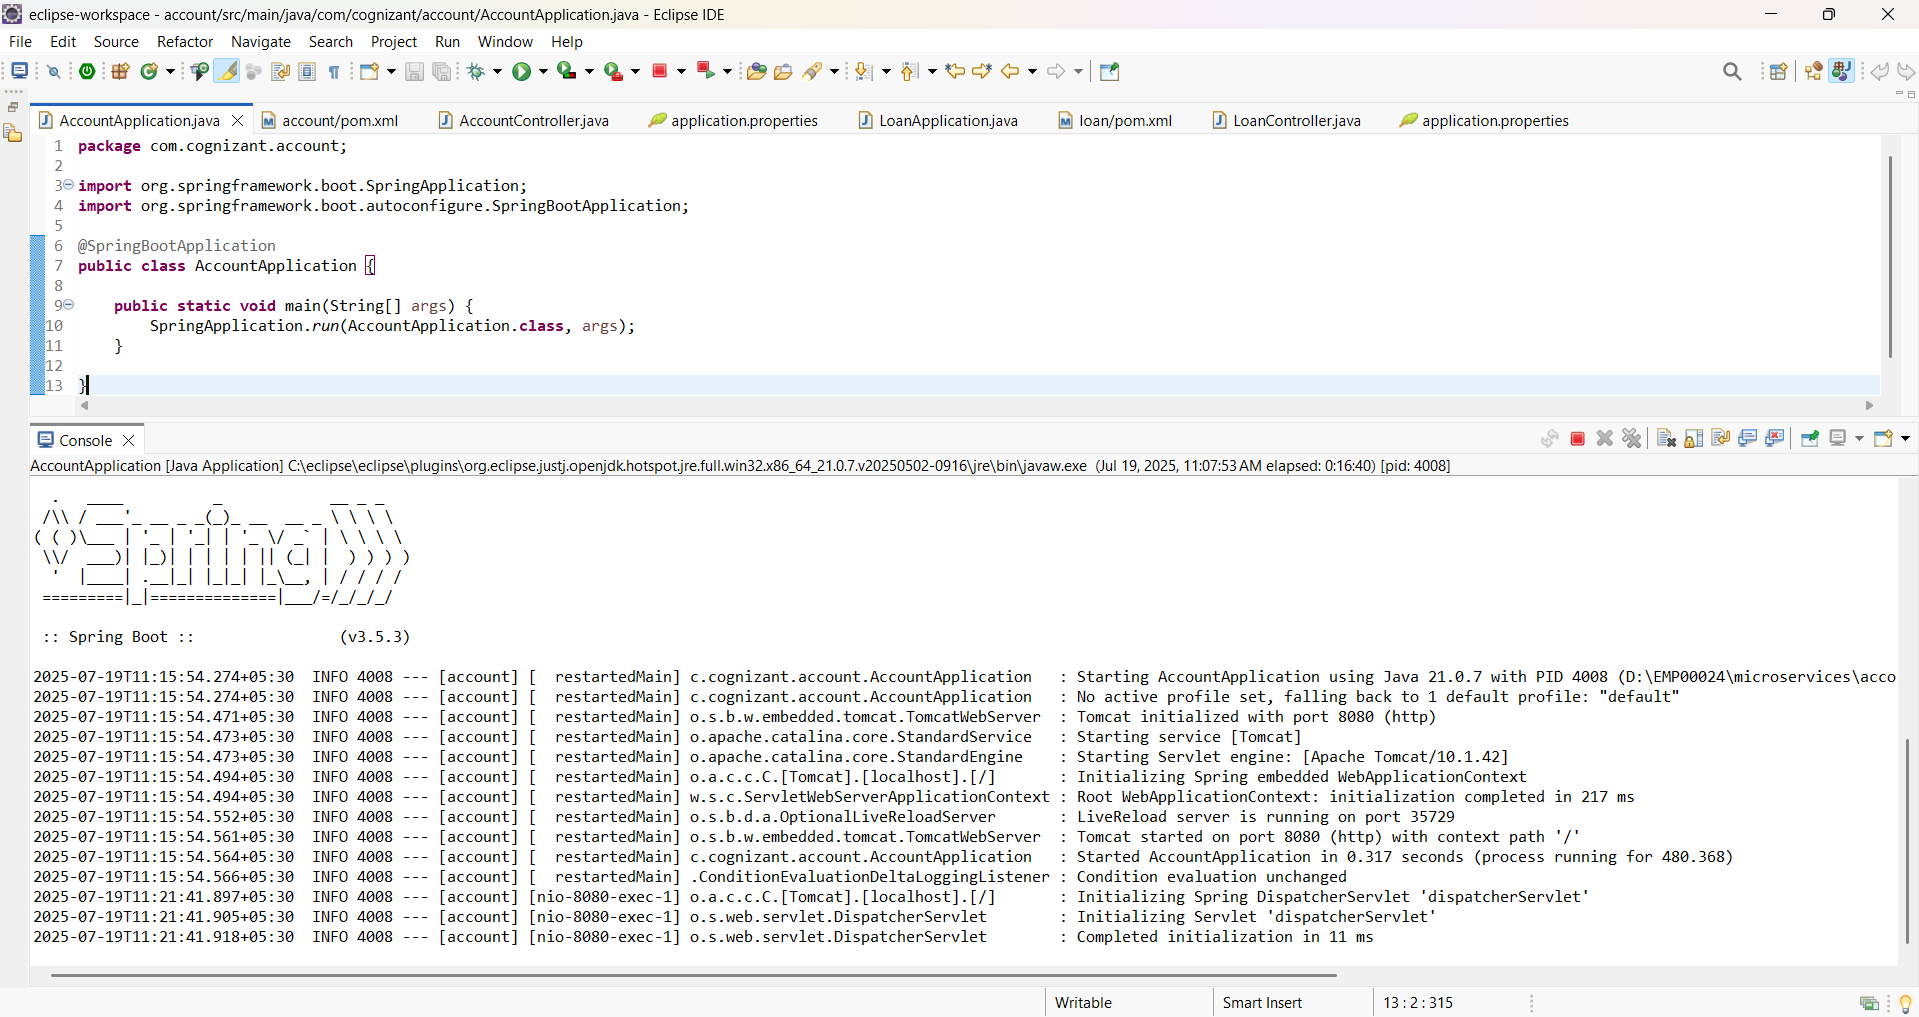 eclipse-workspace - account/src/main/java/com/cognizant/account/AccountApplication.java - Eclipse IDE
File Edit Source Refactor Navigate Search Project Run Window Help
AccountApplication.java account/pom.xml AccountController.java application.properties LoanApplication.java loan/pom.xml LoanController.java application.properties
1 package com.cognizant.account;
2
3 import org.springframework.boot.SpringApplication;
4 import org.springframework.boot.autoconfigure.SpringBootApplication;
5
6 @SpringBootApplication
7 public class AccountApplication {
8
9     public static void main(String[] args) {
10         SpringApplication.run(AccountApplication.class, args);
11     }
12
13 }
Console
AccountApplication [Java Application] C:\eclipse\eclipse\plugins\org.eclipse.justj.openjdk.hotspot.jre.full.win32.x86_64_21.0.7.v20250502-0916\jre\bin\javaw.exe (Jul 19, 2025, 11:07:53 AM elapsed: 0:16:40) [pid: 4008]
Spring
:: Spring Boot :: (v3.5.3)
2025-07-19T11:15:54.274+05:30  INFO 4008 --- [account] [  restartedMain] c.cognizant.account.AccountApplication   : Starting AccountApplication using Java 21.0.7 with PID 4008 (D:\EMP00024\microservices\acco
2025-07-19T11:15:54.274+05:30  INFO 4008 --- [account] [  restartedMain] c.cognizant.account.AccountApplication   : No active profile set, falling back to 1 default profile: "default"
2025-07-19T11:15:54.471+05:30  INFO 4008 --- [account] [  restartedMain] o.s.b.w.embedded.tomcat.TomcatWebServer  : Tomcat initialized with port 8080 (http)
2025-07-19T11:15:54.473+05:30  INFO 4008 --- [account] [  restartedMain] o.apache.catalina.core.StandardService   : Starting service [Tomcat]
2025-07-19T11:15:54.473+05:30  INFO 4008 --- [account] [  restartedMain] o.apache.catalina.core.StandardEngine    : Starting Servlet engine: [Apache Tomcat/10.1.42]
2025-07-19T11:15:54.494+05:30  INFO 4008 --- [account] [  restartedMain] o.a.c.c.C.[Tomcat].[localhost].[/]       : Initializing Spring embedded WebApplicationContext
2025-07-19T11:15:54.494+05:30  INFO 4008 --- [account] [  restartedMain] w.s.c.ServletWebServerApplicationContext : Root WebApplicationContext: initialization completed in 217 ms
2025-07-19T11:15:54.552+05:30  INFO 4008 --- [account] [  restartedMain] o.s.b.d.a.OptionalLiveReloadServer       : LiveReload server is running on port 35729
2025-07-19T11:15:54.561+05:30  INFO 4008 --- [account] [  restartedMain] o.s.b.w.embedded.tomcat.TomcatWebServer  : Tomcat started on port 8080 (http) with context path '/'
2025-07-19T11:15:54.564+05:30  INFO 4008 --- [account] [  restartedMain] c.cognizant.account.AccountApplication   : Started AccountApplication in 0.317 seconds (process running for 480.368)
2025-07-19T11:15:54.566+05:30  INFO 4008 --- [account] [  restartedMain] .ConditionEvaluationDeltaLoggingListener : Condition evaluation unchanged
2025-07-19T11:21:41.897+05:30  INFO 4008 --- [account] [nio-8080-exec-1] o.a.c.c.C.[Tomcat].[localhost].[/]       : Initializing Spring DispatcherServlet 'dispatcherServlet'
2025-07-19T11:21:41.905+05:30  INFO 4008 --- [account] [nio-8080-exec-1] o.s.web.servlet.DispatcherServlet        : Initializing Servlet 'dispatcherServlet'
2025-07-19T11:21:41.918+05:30  INFO 4008 --- [account] [nio-8080-exec-1] o.s.web.servlet.DispatcherServlet        : Completed initialization in 11 ms
Writable Smart Insert 13 : 2 : 315